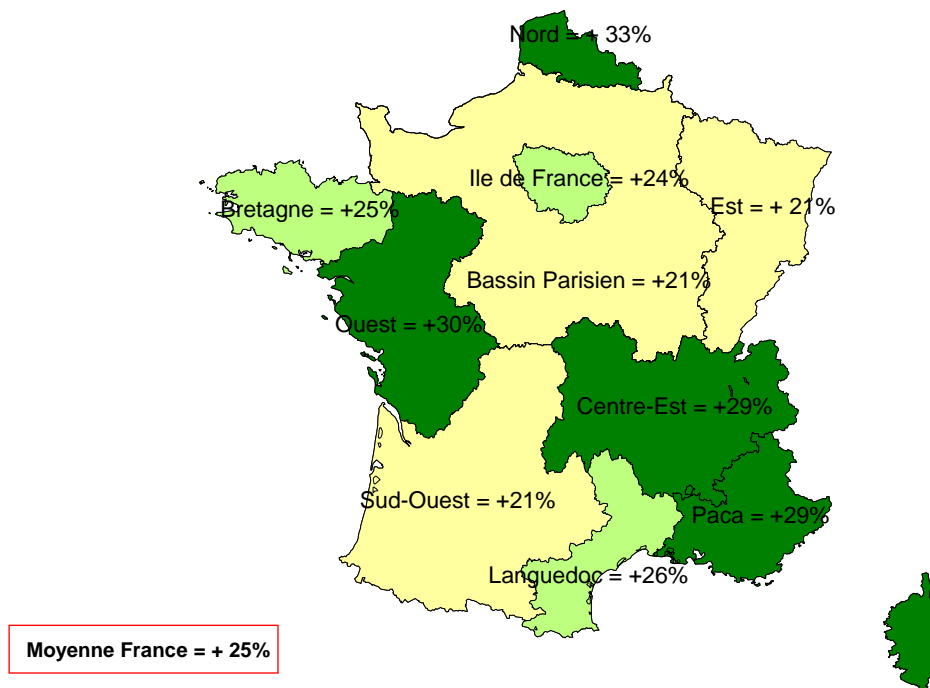 Nord = + 33%
Ile de France = +24%
Bretagne = +25%
Est = + 21%
Bassin Parisien = +21%
Ouest = +30%
Centre-Est = +29%
Sud-Ouest = +21%
Paca = +29%
Languedoc = +26%
Moyenne France = + 25%